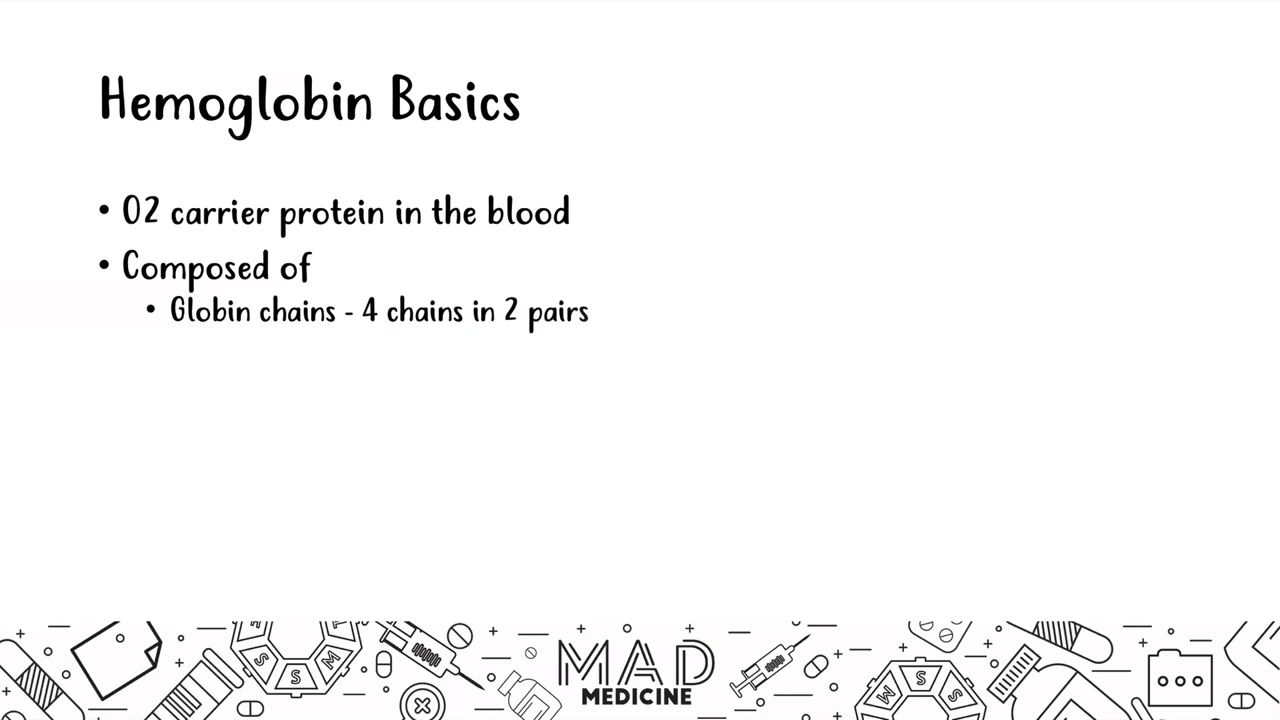 Hemoglobin Basics
• O2 carrier protein in the blood
• Composed of
• Globin chains - 4 chains in 2 pairs
S
S
M
MAD
MEDICINE
M
S
S